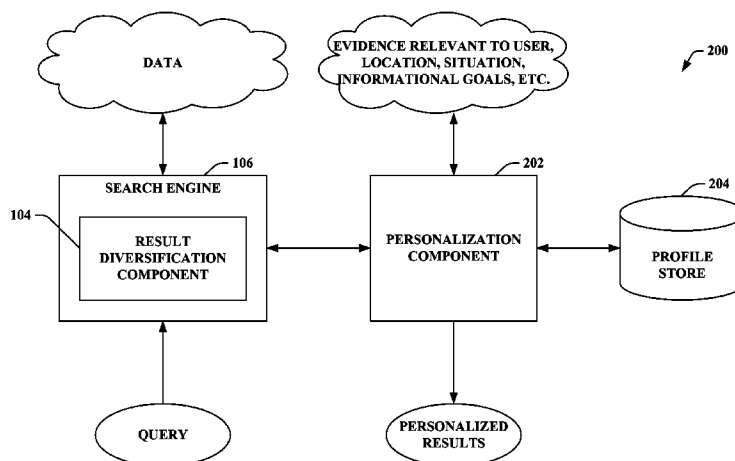 DATA
EVIDENCE RELEVANT TO USER,
LOCATION, SITUATION,
INFORMATIONAL GOALS, ETC.
200
106
SEARCH ENGINE
104
RESULT
DIVERSIFICATION
COMPONENT
202
PERSONALIZATION
COMPONENT
204
PROFILE
STORE
QUERY
PERSONALIZED
RESULTS